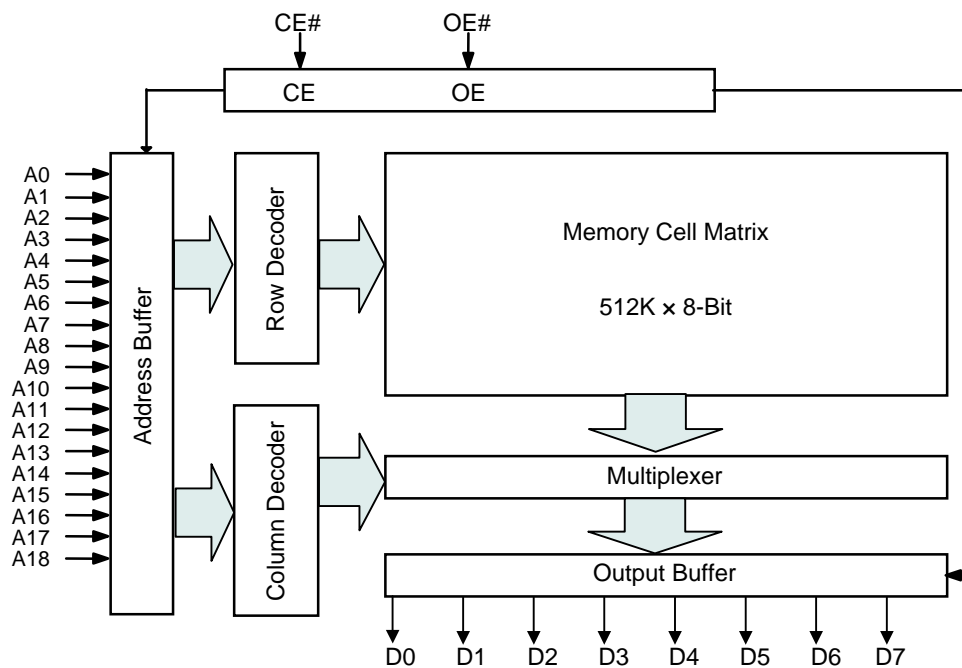 CE# OE#
CE OE
A0
A1
A2
A3
A4
A5
A6
A7
A8
A9
A10
A11
A12
A13
A14
A15
A16
A17
A18
Address Buffer
Row Decoder
Column Decoder
Memory Cell Matrix
512K × 8-Bit
Multiplexer
Output Buffer
D0 D1 D2 D3 D4 D5 D6 D7